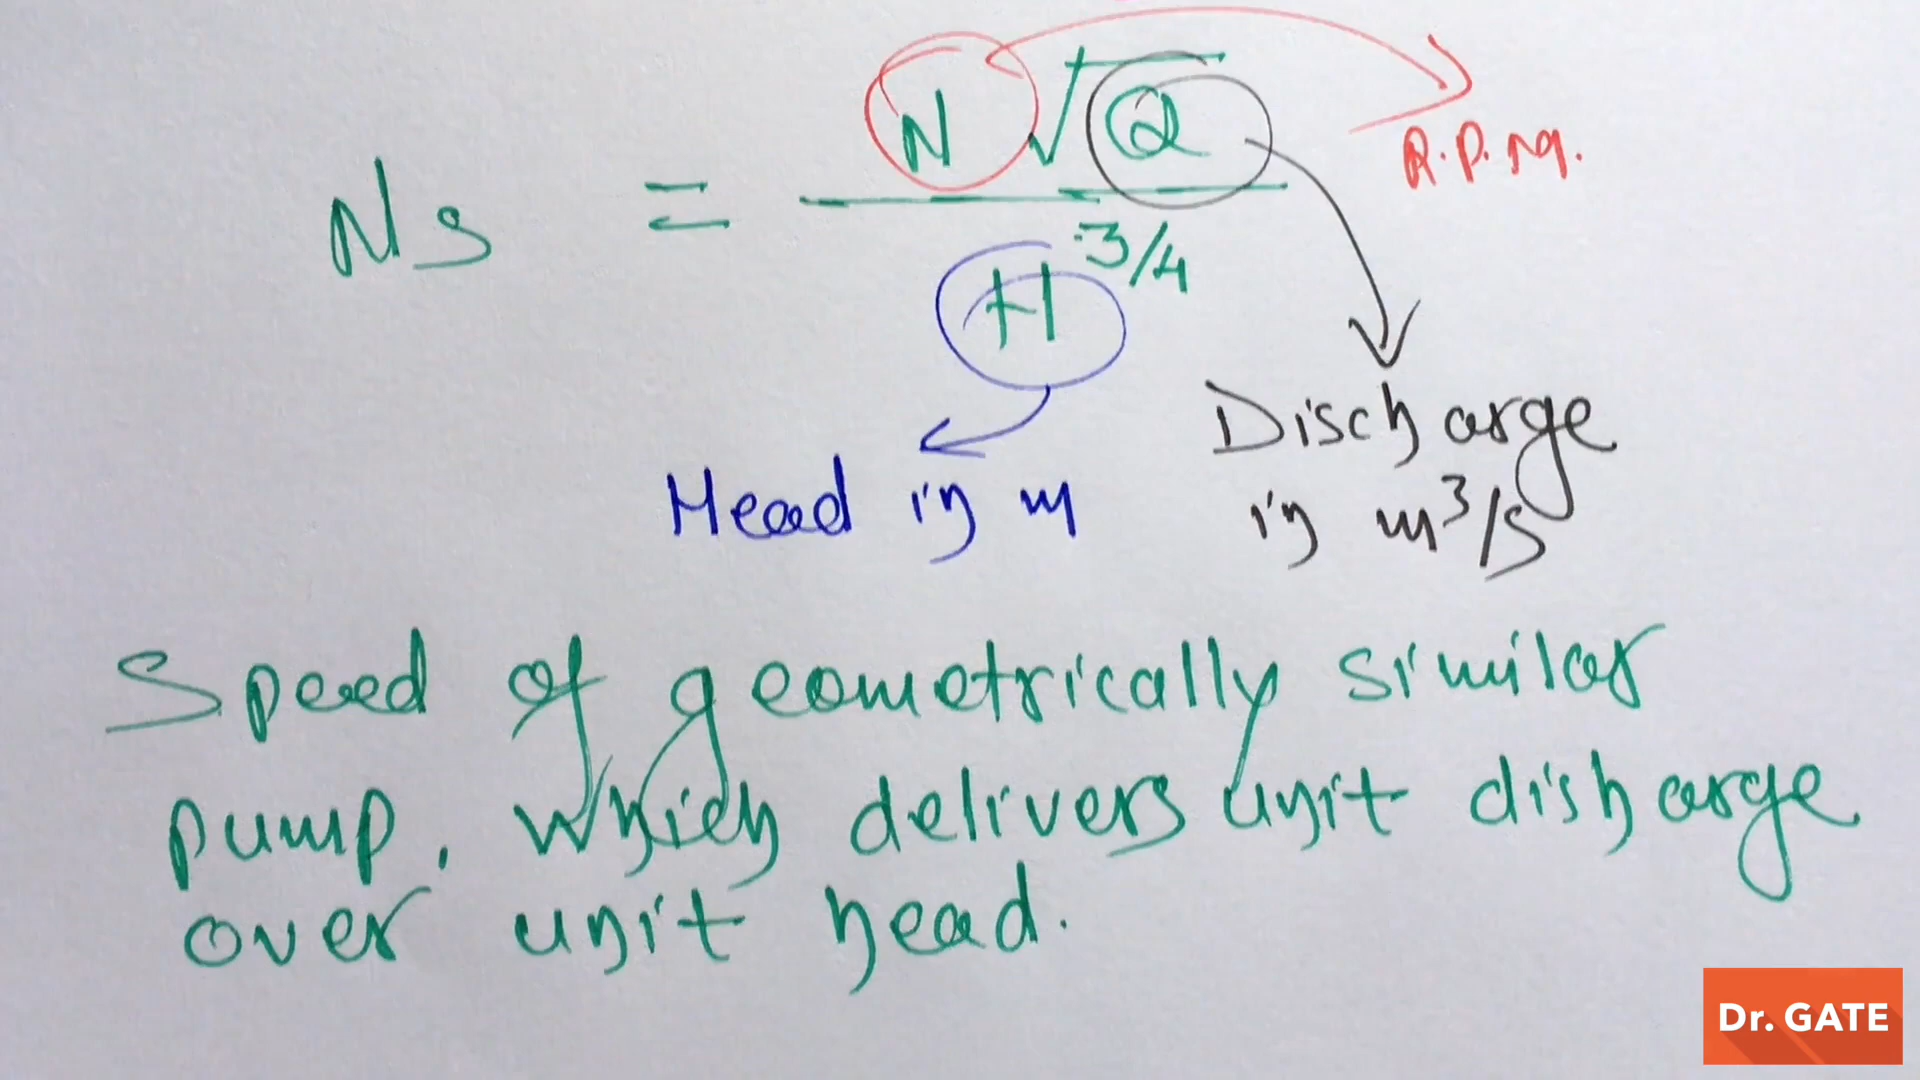 Ns = N √Q / H^3/4
R.P.M.
Head in m
Discharge
in m³/s
Speed of geometrically similar
pump, which delivers unit disharge
over unit head.
Dr. GATE